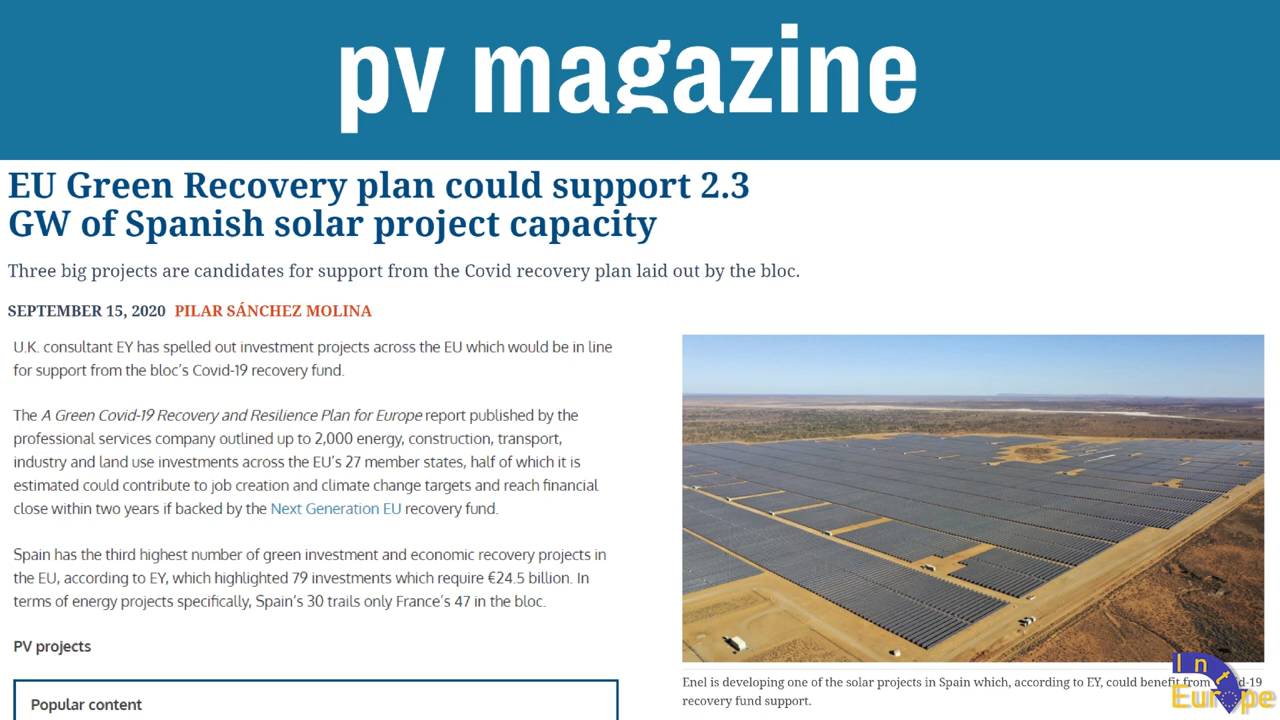 pv magazine
EU Green Recovery plan could support 2.3
GW of Spanish solar project capacity
Three big projects are candidates for support from the Covid recovery plan laid out by the bloc.
SEPTEMBER 15, 2020 PILAR SÁNCHEZ MOLINA
U.K. consultant EY has spelled out investment projects across the EU which would be in line
for support from the bloc's Covid-19 recovery fund.
The A Green Covid-19 Recovery and Resilience Plan for Europe report published by the
professional services company outlined up to 2,000 energy, construction, transport,
industry and land use investments across the EU's 27 member states, half of which it is
estimated could contribute to job creation and climate change targets and reach financial
close within two years if backed by the Next Generation EU recovery fund.
Spain has the third highest number of green investment and economic recovery projects in
the EU, according to EY, which highlighted 79 investments which require €24.5 billion. In
terms of energy projects specifically, Spain's 30 trails only France's 47 in the bloc.
PV projects
Popular content
Enel is developing one of the solar projects in Spain which, according to EY, could benefit from d-19
recovery fund support.
Int
Europe